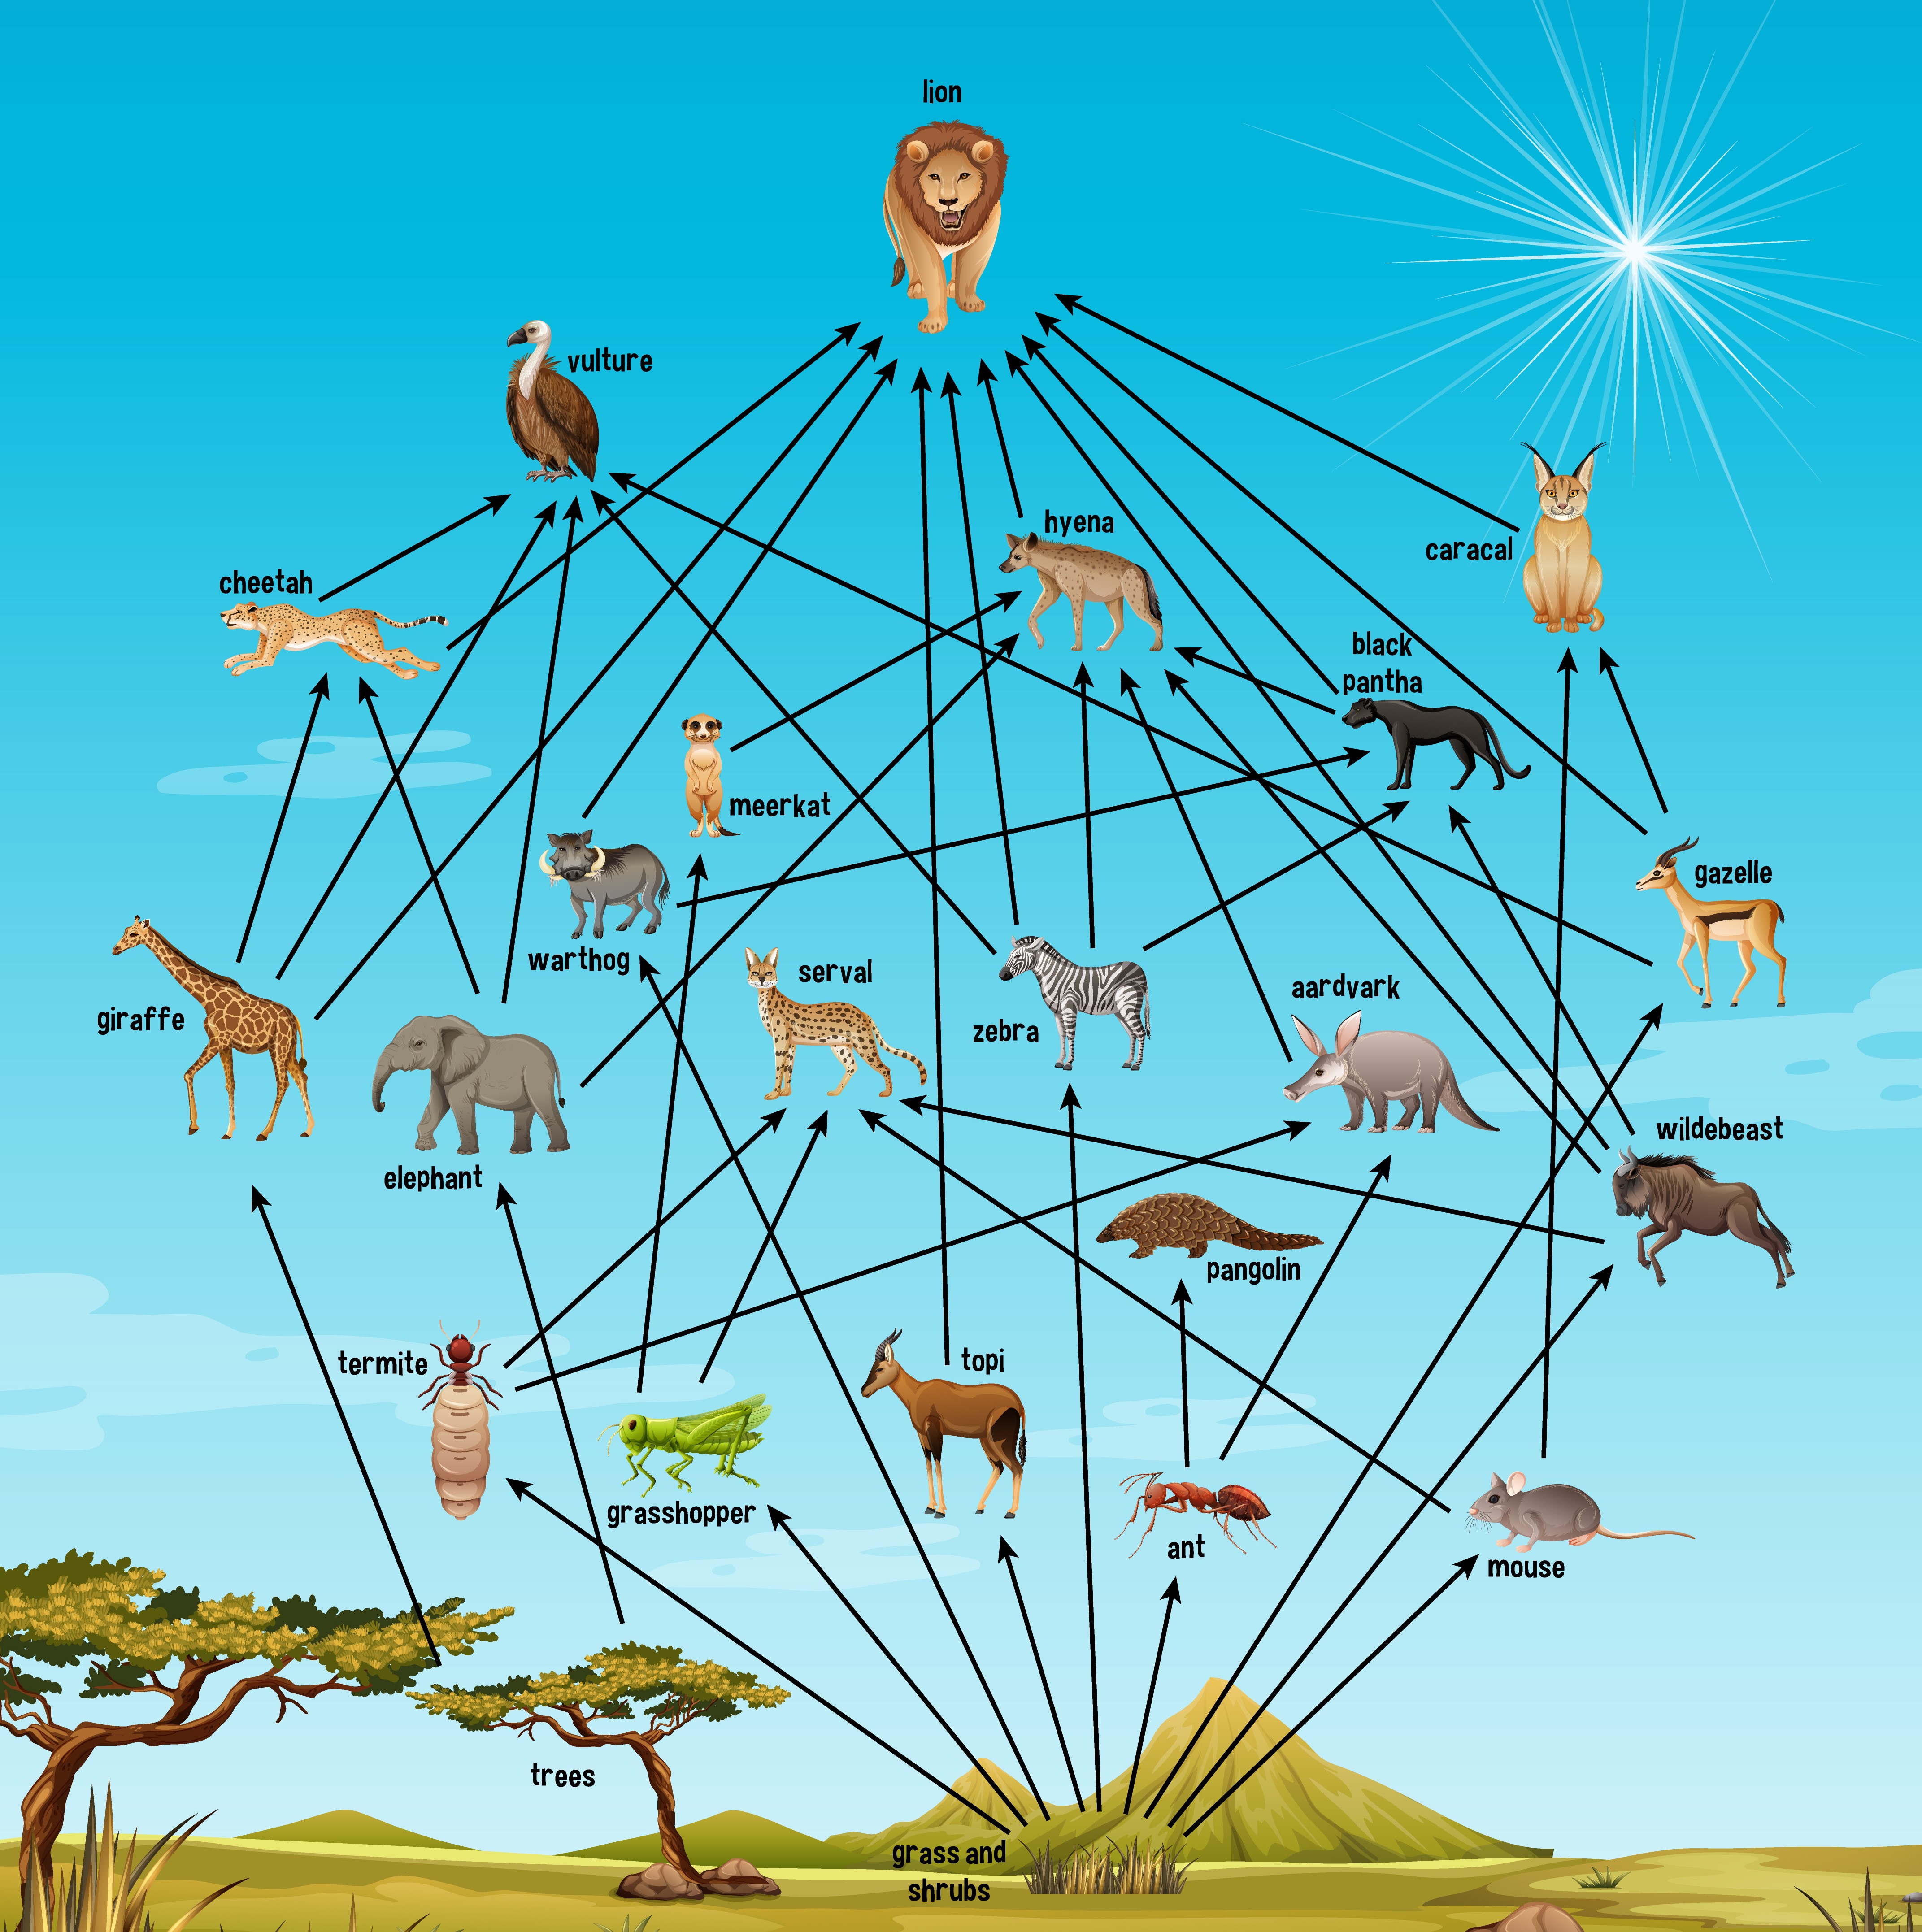 lion
vulture
hyena
caracal
cheetah
black
pantha
meerkat
gazelle
warthog
serval
aardvark
giraffe
zebra
wildebeast
elephant
pangolin
termite
topi
grasshopper
ant
mouse
trees
grass and
shrubs